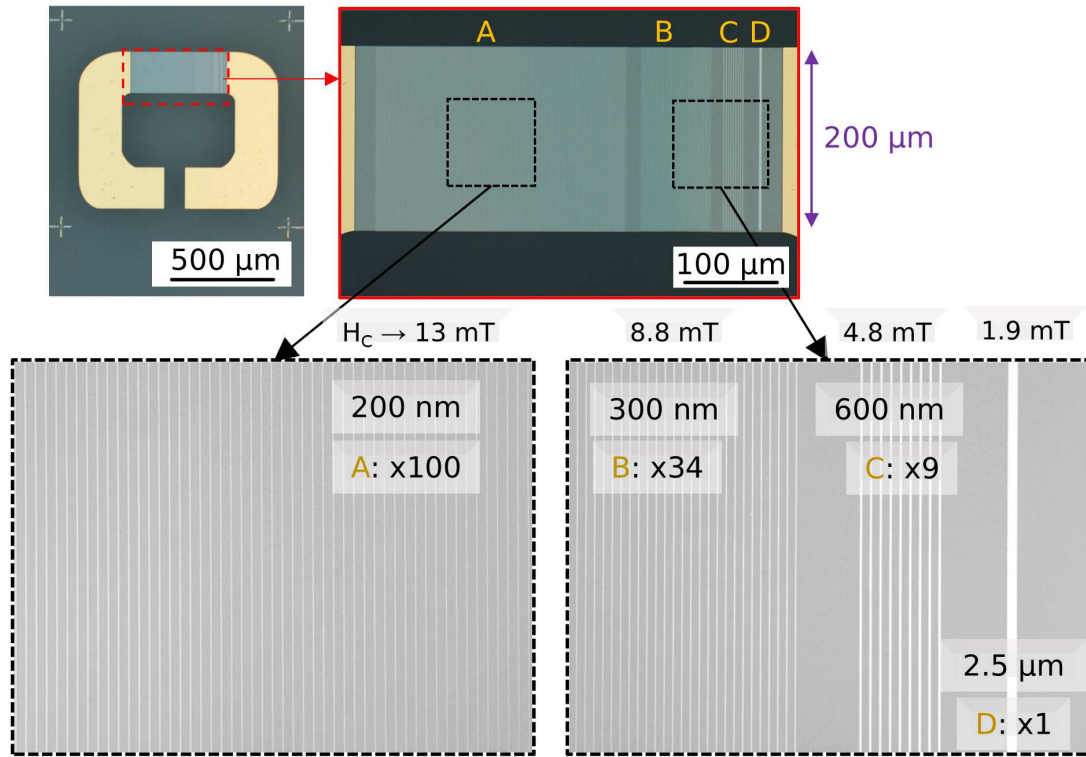 A
B
C
D
200 µm
500 µm
100 µm
H_C → 13 mT
8.8 mT
4.8 mT
1.9 mT
200 nm
A: x100
300 nm
B: x34
600 nm
C: x9
2.5 µm
D: x1